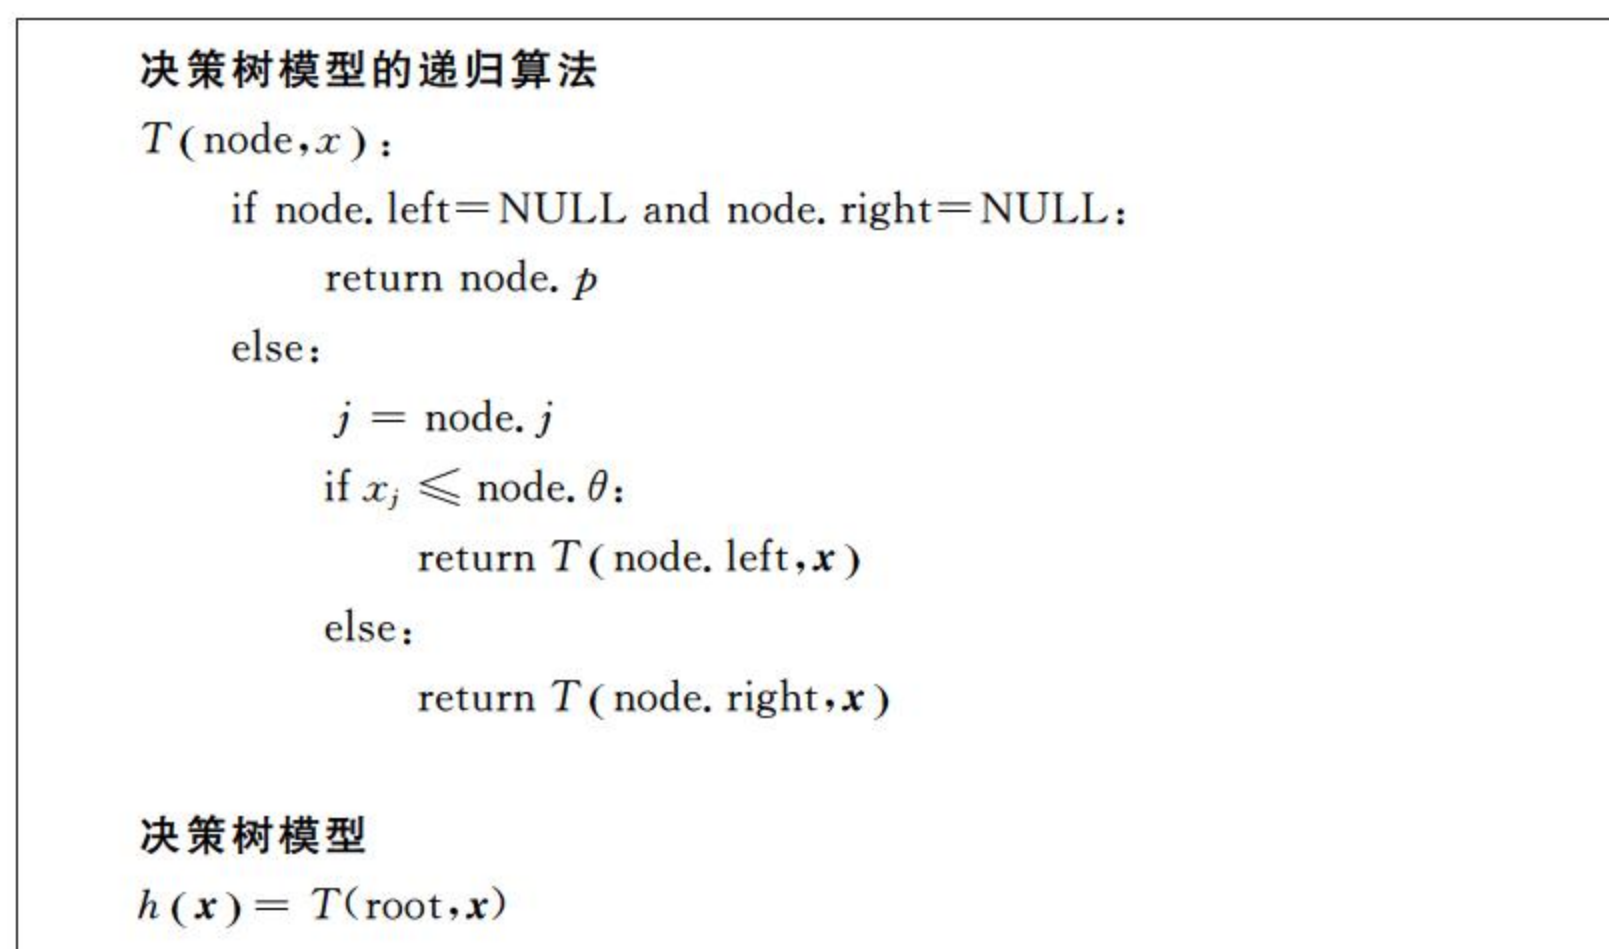 决策树模型的递归算法
T(node,x):
if node. left=NULL and node. right=NULL:
return node. p
else:
j = node. j
if xⱼ ⩽ node. θ:
return T(node. left,x)
else:
return T(node. right,x)
决策树模型
h(x)= T(root,x)